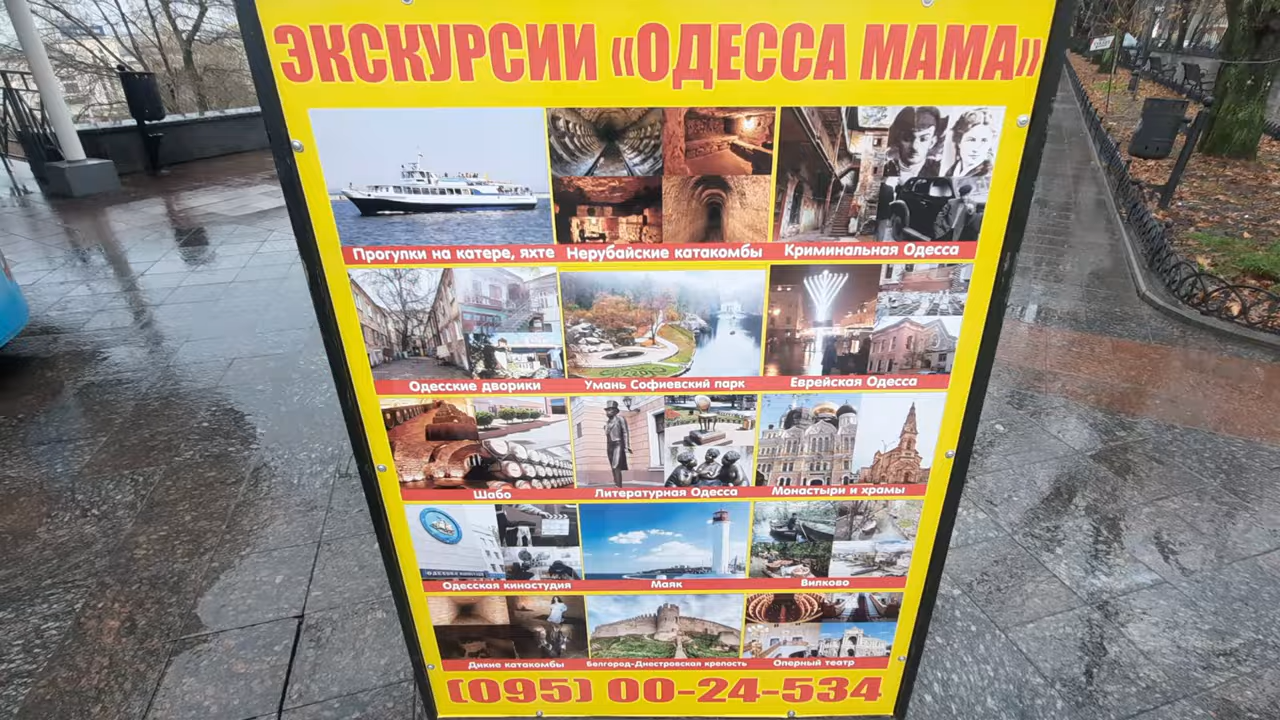 ЭКСКУРСИИ «ОДЕССА МАМА»
Прогулки на катере, яхте
Нерубайские катакомбы
Криминальная Одесса
Одесские дворики
Умань Софиевский парк
Еврейская Одесса
Шабо
Литературная Одесса
Монастыри и храмы
Одесская киностудия
Маяк
Вилково
Дикие катакомбы
Белгород-Днестровская крепость
Оперный театр
(095) 00-24-534